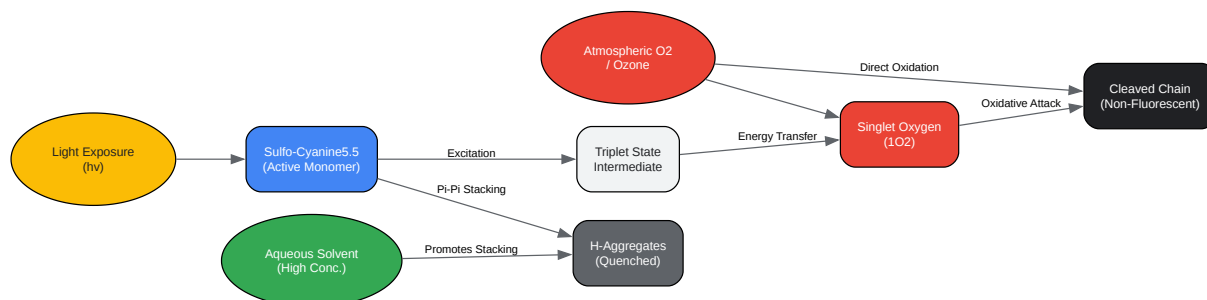 Atmospheric O2
/ Ozone
Direct Oxidation
Cleaved Chain
(Non-Fluorescent)
Oxidative Attack
Singlet Oxygen
(1O2)
Energy Transfer
Light Exposure
(hv)
Sulfo-Cyanine5.5
(Active Monomer)
Excitation
Triplet State
Intermediate
Pi-Pi Stacking
Aqueous Solvent
(High Conc.)
Promotes Stacking
H-Aggregates
(Quenched)